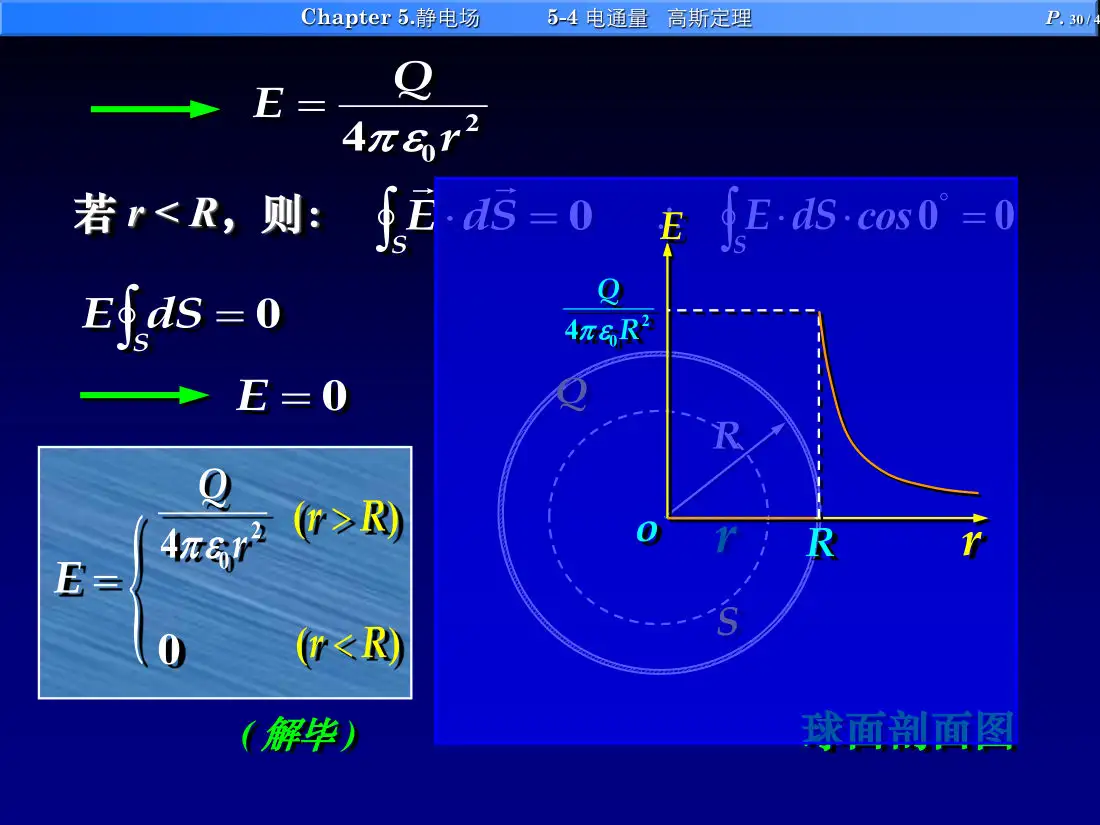 Chapter 5.静电场 5-4 电通量 高斯定理 P. 30 / 4
E = Q / 4πε₀r²
若 r < R，则： ∮_S E⃗ · dS⃗ = 0 ∴ ∮_S E · dS · cos 0° = 0
E∮_S dS = 0
E = 0
E = { Q / 4πε₀r² (r > R)
0 (r < R)
(解毕)
E
Q / 4πε₀R²
Q
R
o r R r
S
球面剖面图